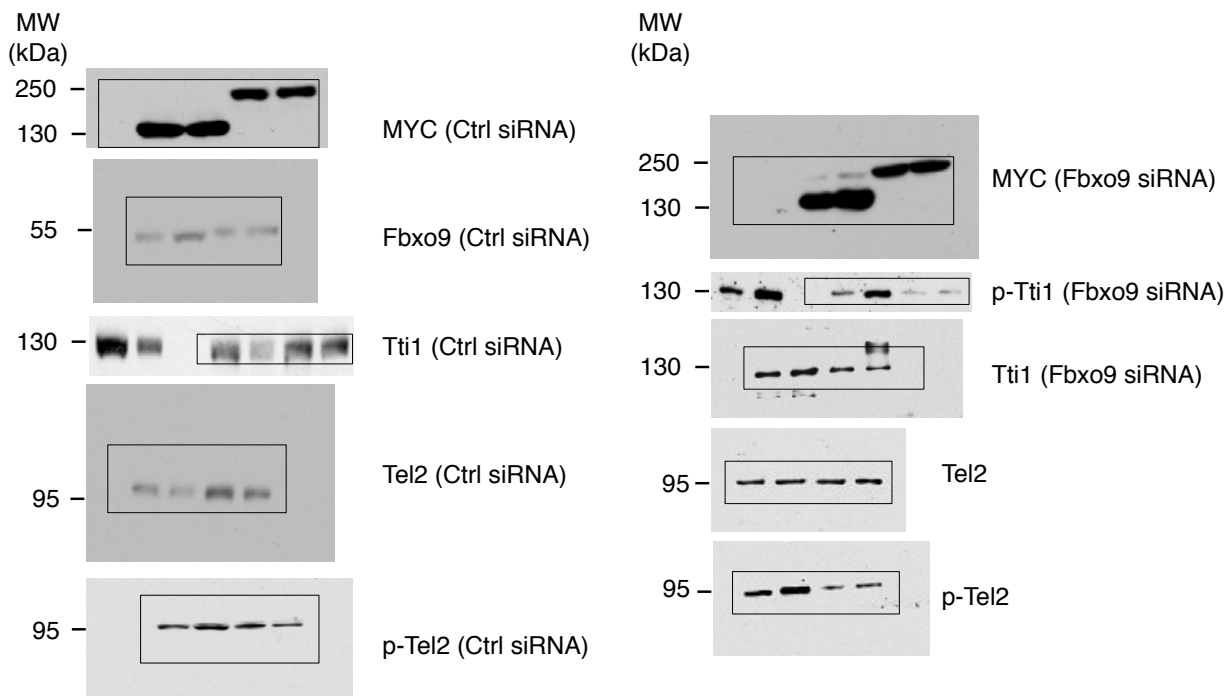 MW
(kDa)
250
130
MYC (Ctrl siRNA)
55
Fbxo9 (Ctrl siRNA)
130
Tti1 (Ctrl siRNA)
Tel2 (Ctrl siRNA)
95
95
p-Tel2 (Ctrl siRNA)
MW
(kDa)
250
MYC (Fbxo9 siRNA)
130
130
p-Tti1 (Fbxo9 siRNA)
130
Tti1 (Fbxo9 siRNA)
Tel2
95
95
p-Tel2